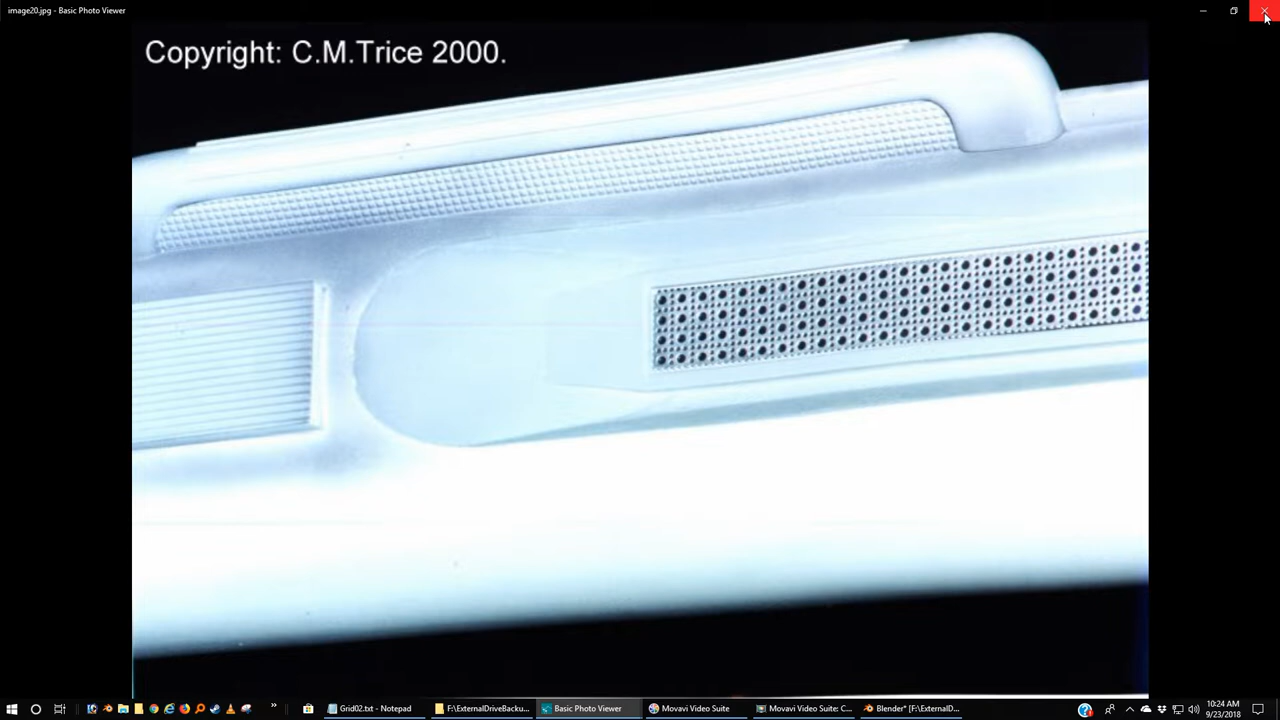 image20.jpg - Basic Photo Viewer
Copyright: C.M.Trice 2000.
Grid02.txt - Notepad
F:\ExternalDriveBacku...
Basic Photo Viewer
Movavi Video Suite
Movavi Video Suite: C...
Blender* [F:\ExternalD...
10:24 AM
9/23/2018